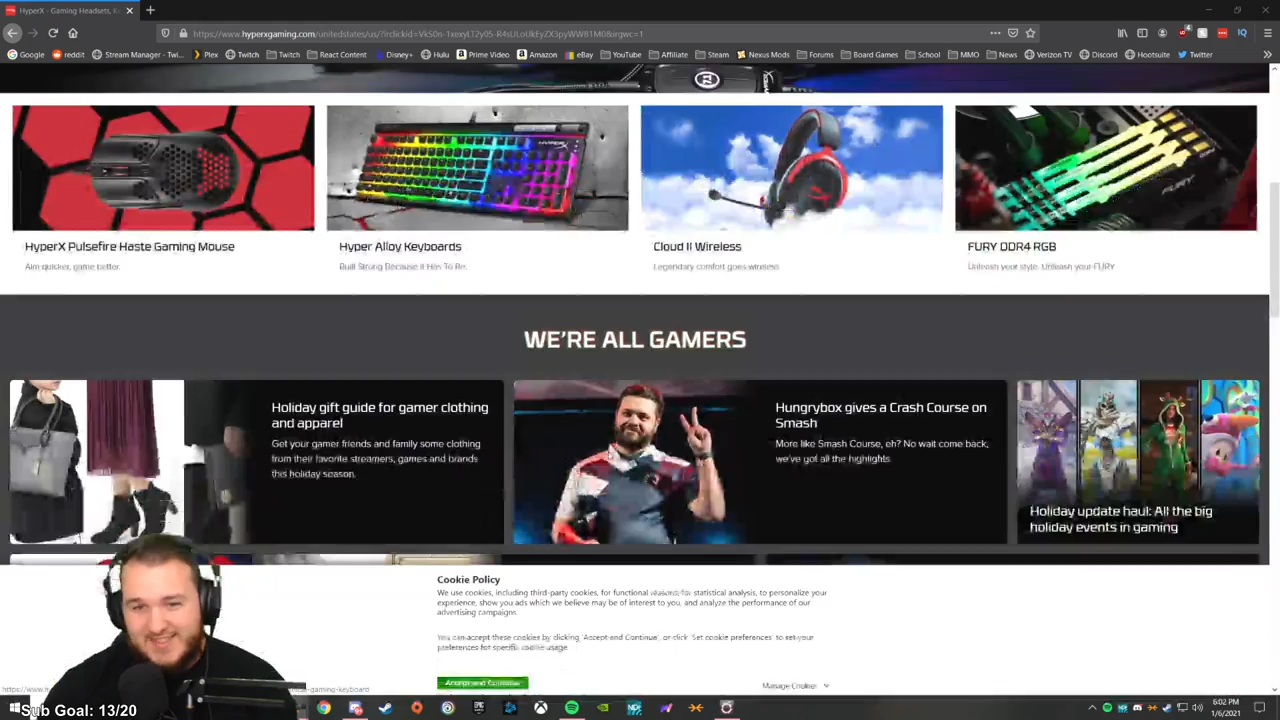 HyperX - Gaming Headsets, K
https://www.hyperxgaming.com/unitedstates/us/
Google reddit Stream Manager - Twi... Plex Twitch Twitch React Content Disney+ Hulu Prime Video Amazon eBay YouTube Affiliate Steam Nexus Mods Forums Board Games School MMO News Verizon TV Discord Hootsuite Twitter
HyperX Pulsefire Haste Gaming Mouse
Aim quicker, game better.
Hyper Alloy Keyboards
Built Strong Because It Has To Be.
Cloud II Wireless
Legendary comfort goes wireless
FURY DDR4 RGB
Unleash your style. Unleash your FURY
HYPERX
FURY
WE'RE ALL GAMERS
Holiday gift guide for gamer clothing
and apparel
Get your gamer friends and family some clothing
from their favorite streamers, games and brands
this holiday season.
Hungrybox gives a Crash Course on
Smash
More like Smash Course, eh? No wait come back,
we've got all the highlights.
Holiday update haul: All the big
holiday events in gaming
Cookie Policy
We use cookies, including third-party cookies, for functional reasons for statistical analysis, to personalize your
experience, show you ads which we believe may be of interest to you, and analyze the performance of our
advertising campaigns.
You can accept these cookies by clicking 'Accept and Continue', or click 'Set cookie preferences' to set your
preferences for specific cookie usage.
Accept and Continue
Manage Cookies
-gaming-keyboard
Sub Goal: 13/20
6:02 PM
1/6/2021